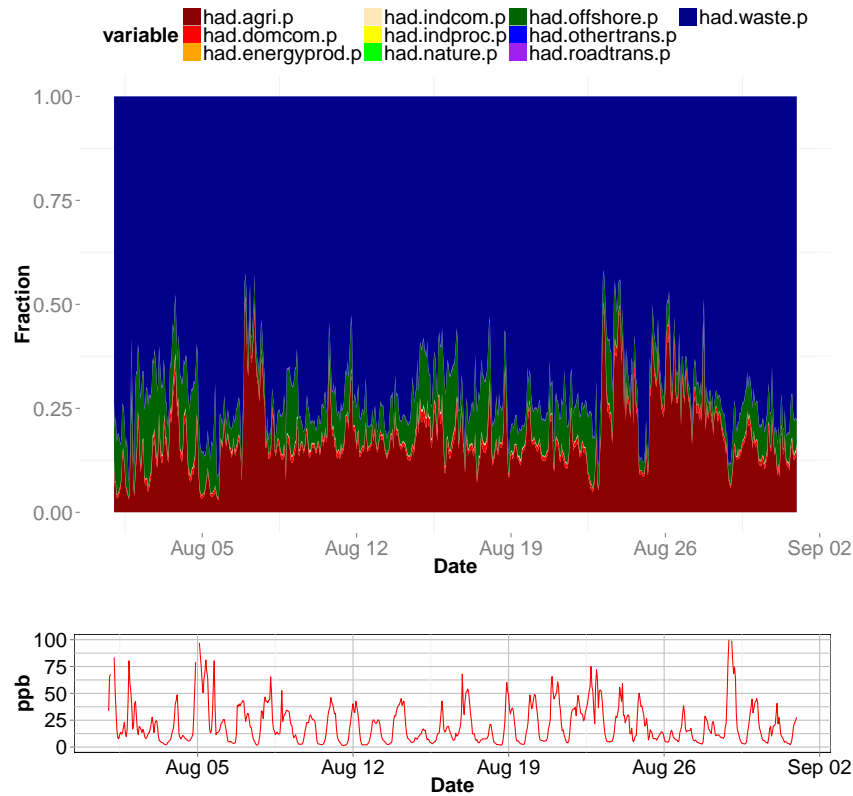 had.agri.p had.indcom.p had.offshore.p had.waste.p
variable had.domcom.p had.indproc.p had.othertrans.p
had.energyprod.p had.nature.p had.roadtrans.p
1.00
0.75
0.50
0.25
0.00
Fraction
Aug 05 Aug 12 Aug 19 Aug 26 Sep 02
Date
100
75
50
25
0
ppb
Aug 05 Aug 12 Aug 19 Aug 26 Sep 02
Date